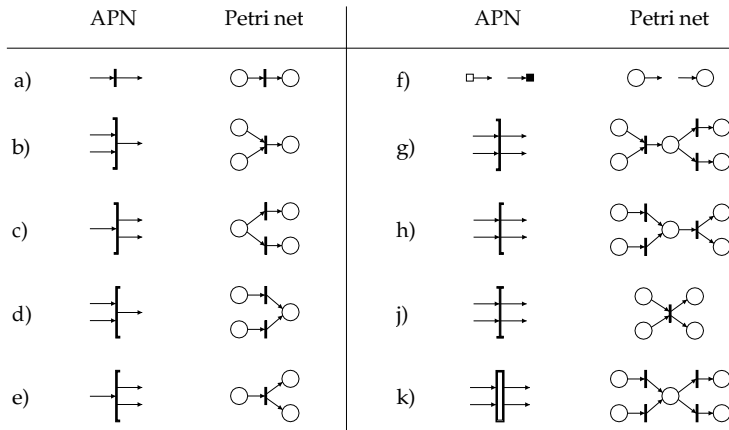 APN Petri net APN Petri net
a) f)
b) g)
c) h)
d) j)
e) k)